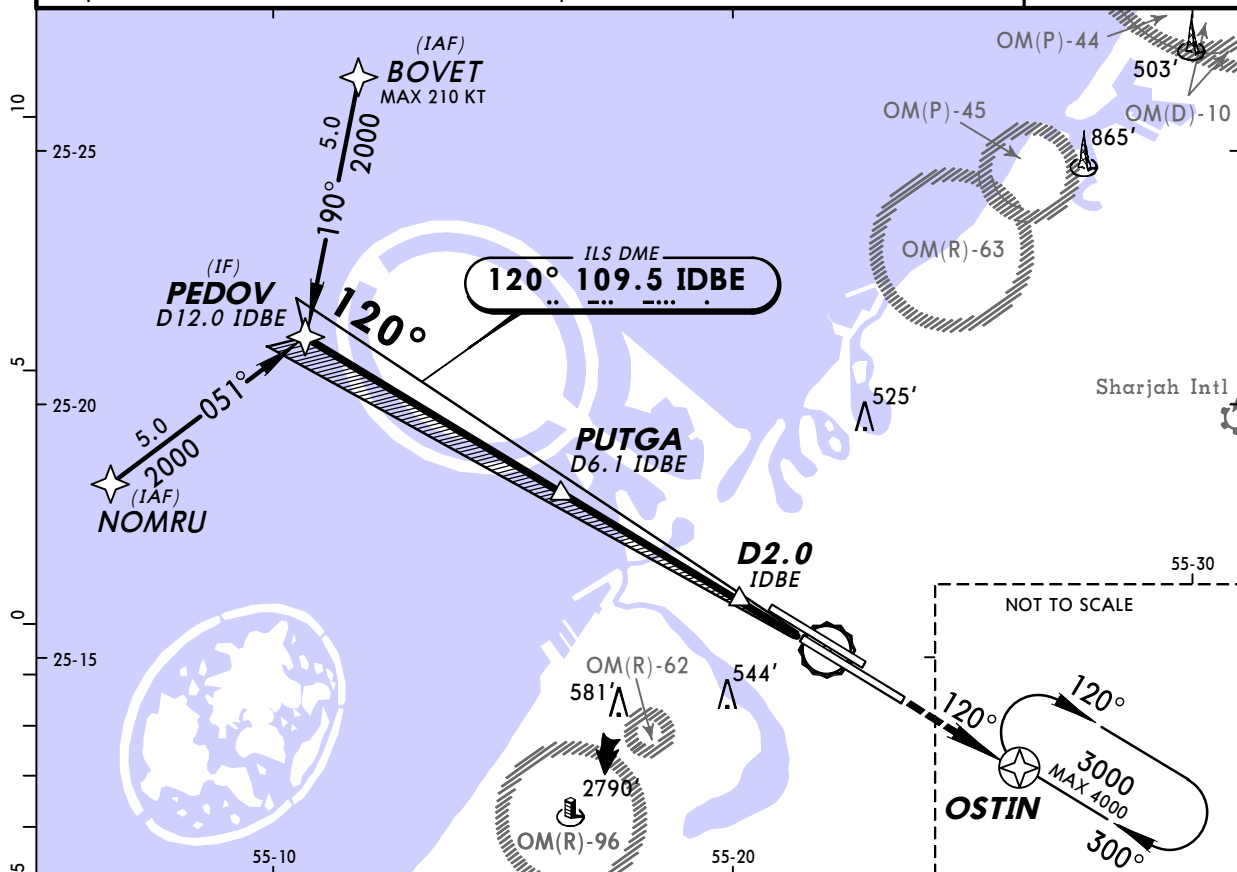 (IAF)
BOVET
MAX 210 KT
5.0
2000
190°
OM(P)-44
503'
OM(D)-10
OM(P)-45
865'
10
25-25
OM(R)-63
ILS DME
120° 109.5 IDBE
(IF)
PEDOV
D12.0 IDBE
120°
5
25-20
5.0
051°
2000
(IAF)
NOMRU
525'
Sharjah Intl
PUTGA
D6.1 IDBE
D2.0
IDBE
55-30
NOT TO SCALE
0
25-15
OM(R)-62
581'
544'
2790'
OM(R)-96
120°
120°
3000
MAX 4000
OSTIN
300°
5
55-10
55-20